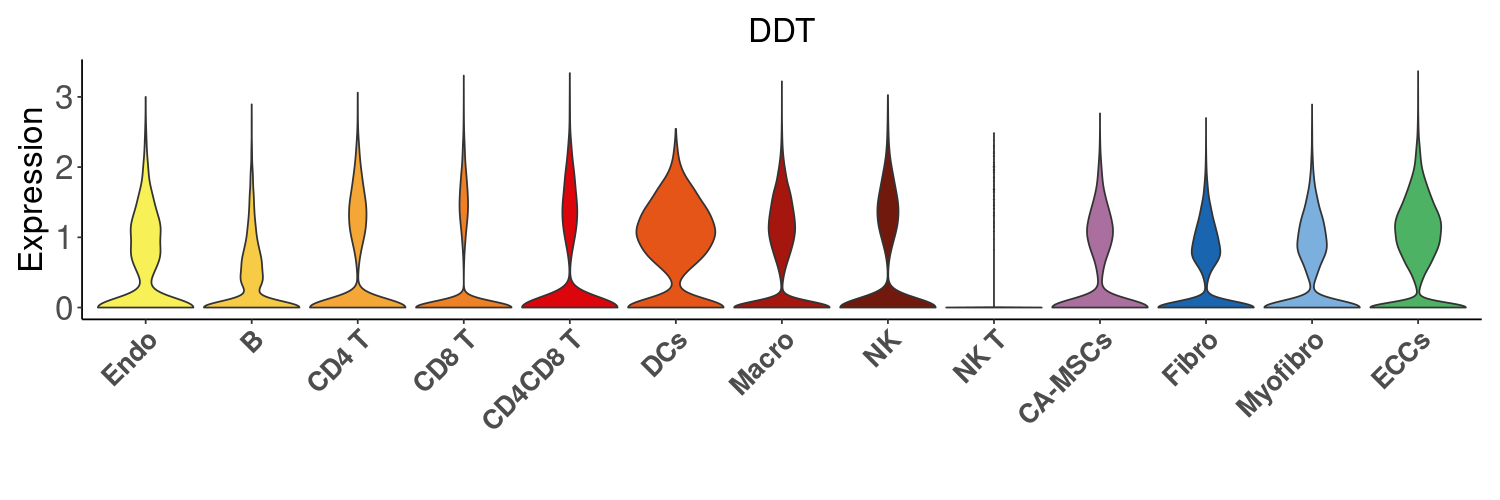 DDT
Expression
3
2
1
0
Endo
B
CD4 T
CD8 T
CD4CD8 T
DCs
Macro
NK
NK T
CA-MSCs
Fibro
Myofibro
ECCs